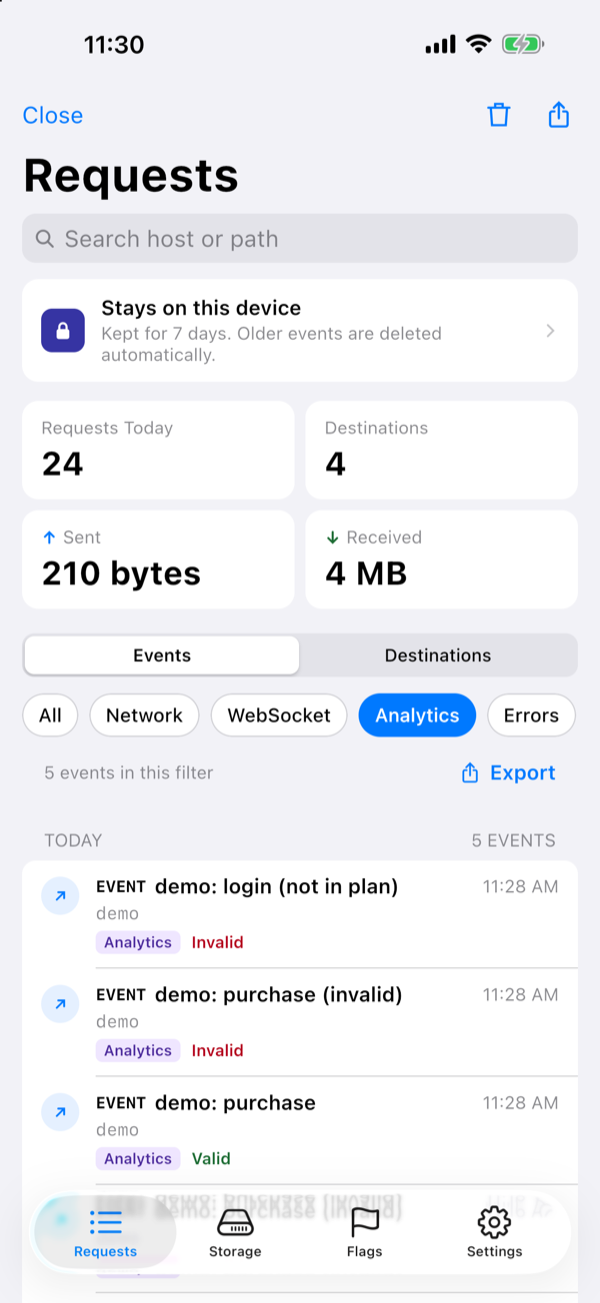 11:30
Close
Requests
Search host or path
Stays on this device
Kept for 7 days. Older events are deleted
automatically.
Requests Today
24
Destinations
4
Sent
210 bytes
Received
4 MB
Events
Destinations
All
Network
WebSocket
Analytics
Errors
5 events in this filter
Export
TODAY
5 EVENTS
EVENT demo: login (not in plan)
11:28 AM
demo
Analytics
Invalid
EVENT demo: purchase (invalid)
11:28 AM
demo
Analytics
Invalid
EVENT demo: purchase
11:28 AM
demo
Analytics
Valid
Requests
Storage
Flags
Settings